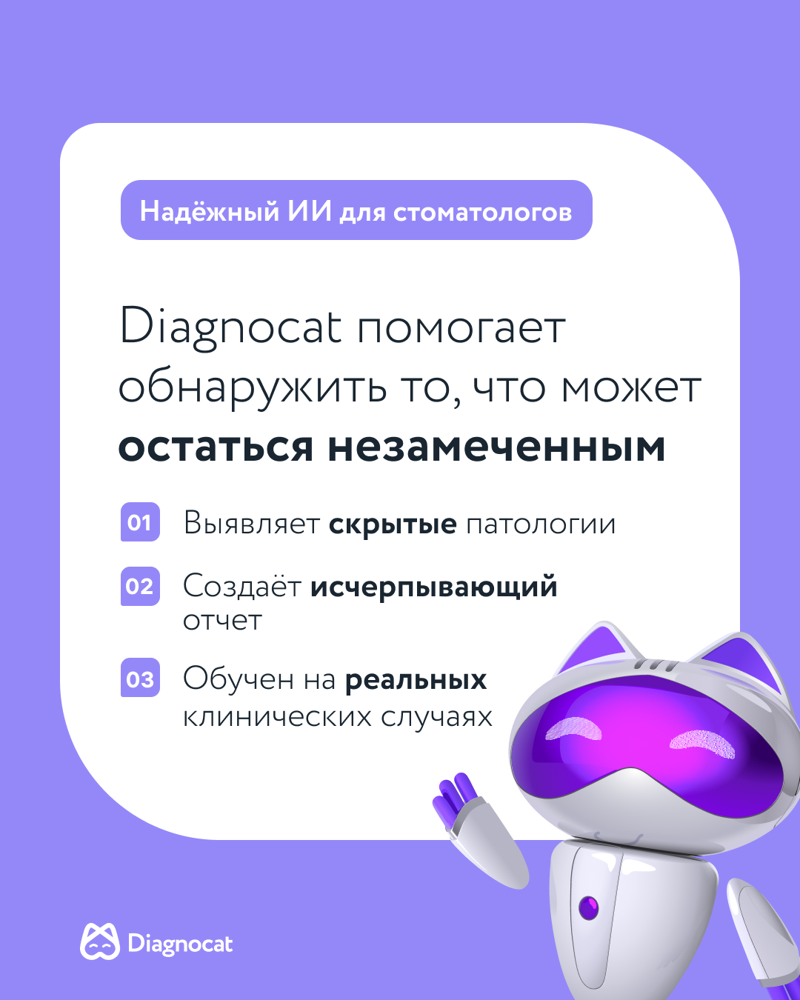 Надёжный ИИ для стоматологов
Diagnocat помогает
обнаружить то, что может
остаться незамеченным
01 Выявляет скрытые патологии
02 Создаёт исчерпывающий
отчет
03 Обучен на реальных
клинических случаях
Diagnocat